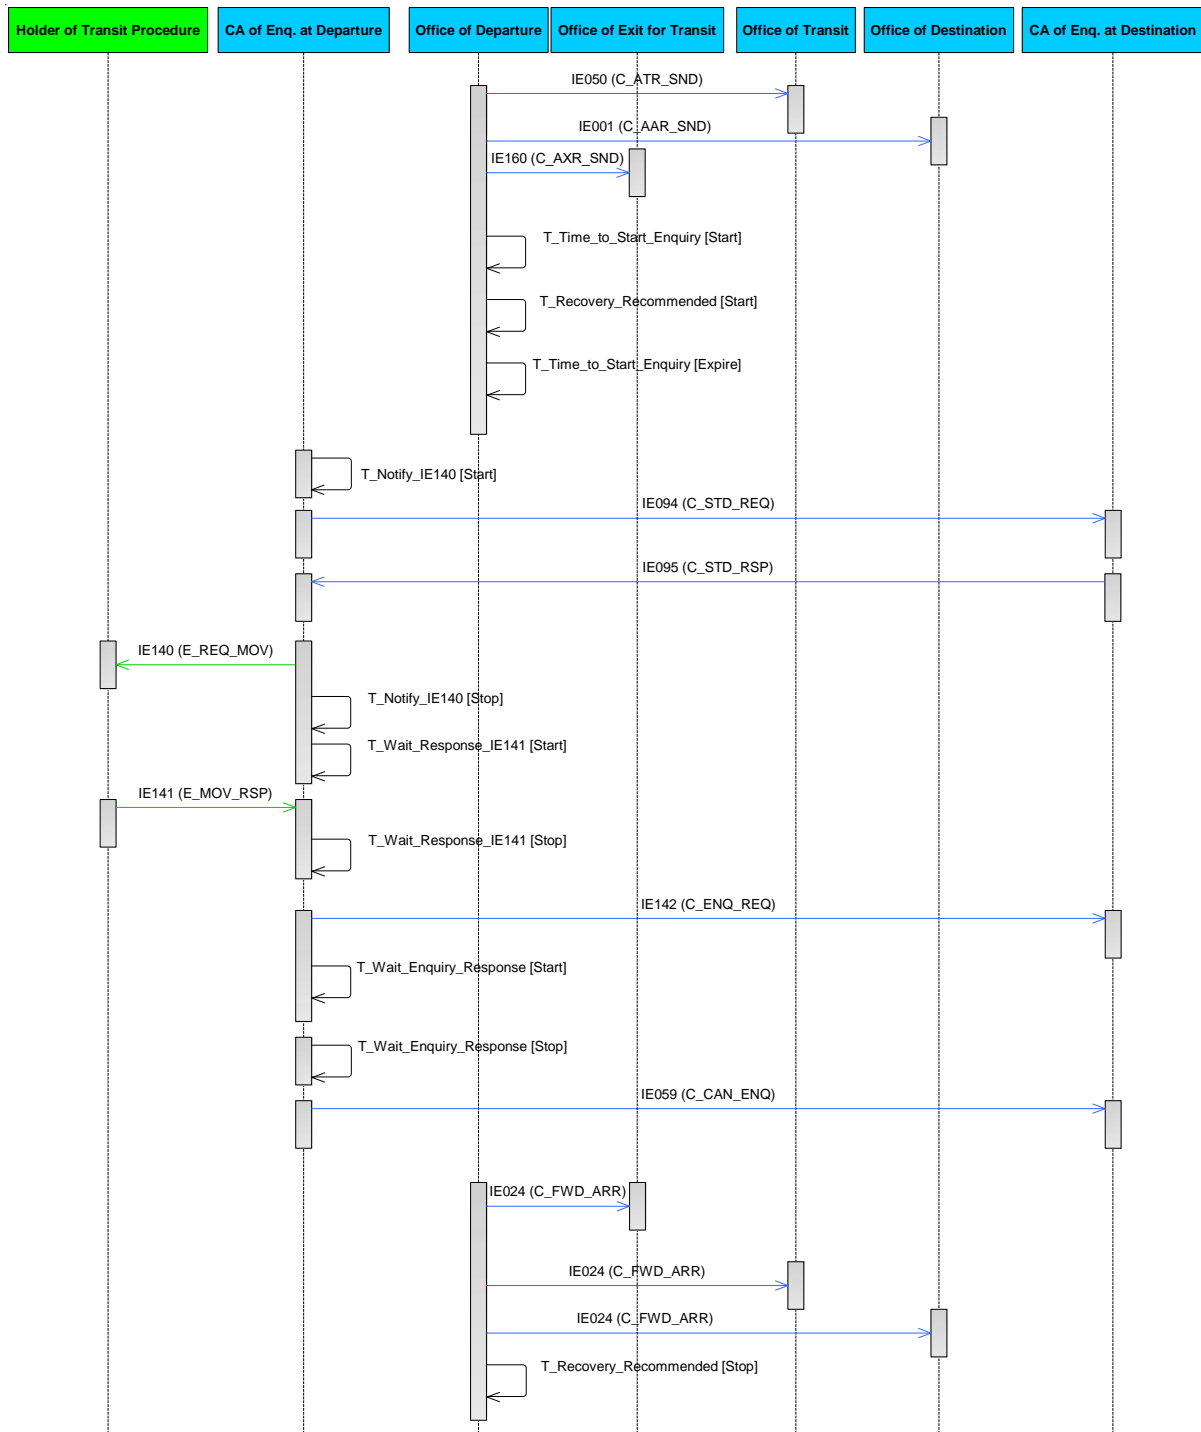 Holder of Transit Procedure
CA of Enq. at Departure
Office of Departure
Office of Exit for Transit
Office of Transit
Office of Destination
CA of Enq. at Destination
IE050 (C_ATR_SND)
IE001 (C_AAR_SND)
IE160 (C_AXR_SND)
T_Time_to_Start_Enquiry [Start]
T_Recovery_Recommended [Start]
T_Time_to_Start_Enquiry [Expire]
T_Notify_IE140 [Start]
IE094 (C_STD_REQ)
IE095 (C_STD_RSP)
IE140 (E_REQ_MOV)
T_Notify_IE140 [Stop]
T_Wait_Response_IE141 [Start]
IE141 (E_MOV_RSP)
T_Wait_Response_IE141 [Stop]
IE142 (C_ENQ_REQ)
T_Wait_Enquiry_Response [Start]
T_Wait_Enquiry_Response [Stop]
IE059 (C_CAN_ENQ)
IE024 (C_FWD_ARR)
IE024 (C_FWD_ARR)
IE024 (C_FWD_ARR)
T_Recovery_Recommended [Stop]